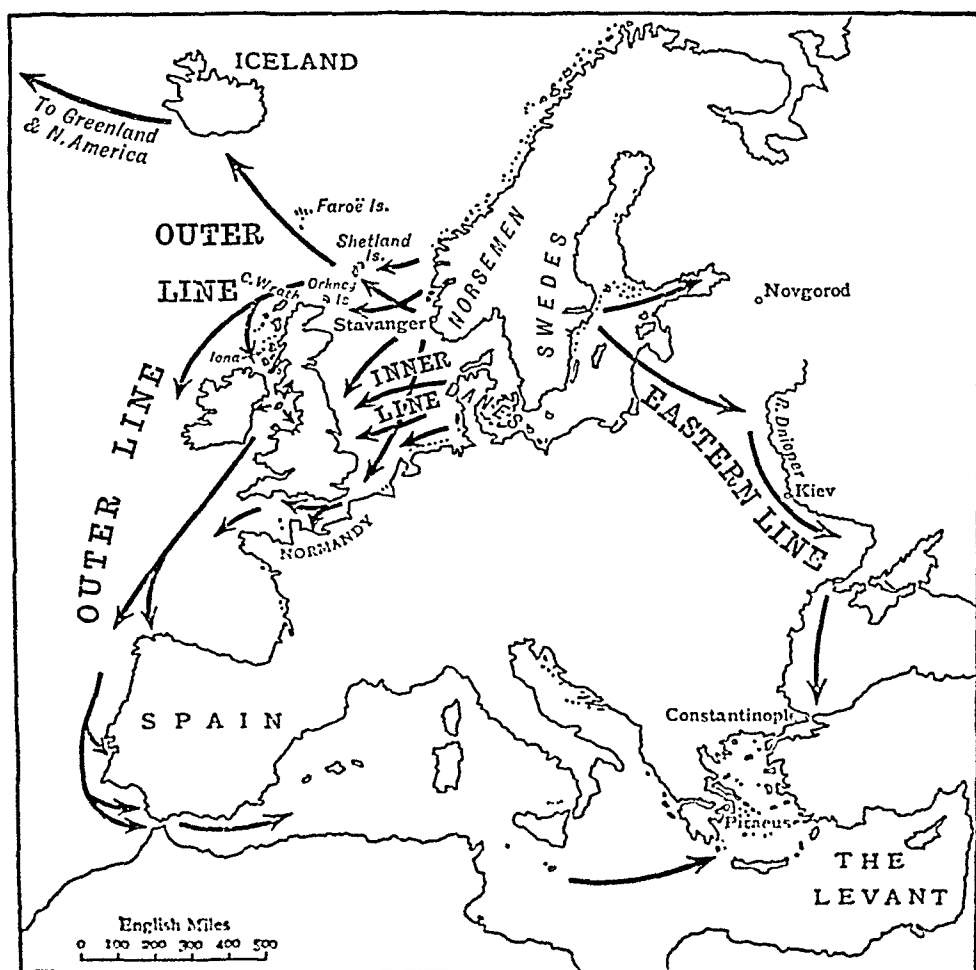 ICELAND
To Greenland
& N. America
Faroë Is.
OUTER
LINE
Shetland
Is.
C. Wrath
Orkney
Is
Stavanger
NORSEMEN
SWEDES
Novgorod
Iona
INNER
LINE
DANES
OUTER LINE
EASTERN LINE
R. Dnieper
Kiev
NORMANDY
SPAIN
Constantinople
Piraeus
THE
LEVANT
English Miles
0 100 200 300 400 500